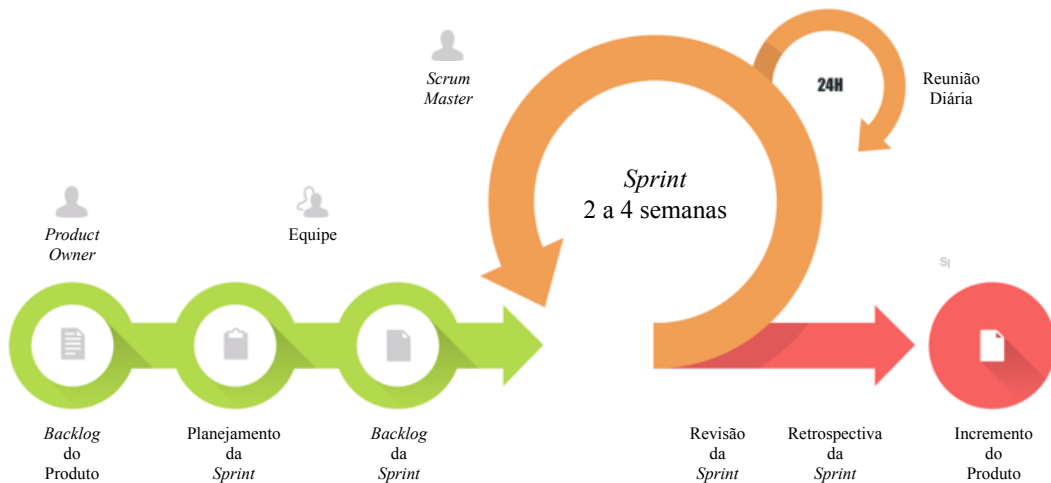 24H
Reunião
Diária
Scrum
Master
Sprint
2 a 4 semanas
Product
Owner
Equipe
Backlog
do
Produto
Planejamento
da
Sprint
Backlog
da
Sprint
Revisão
da
Sprint
Retrospectiva
da
Sprint
Incremento
do
Produto